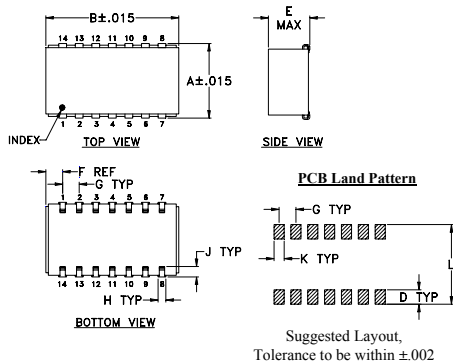 B±.015
E
MAX
14 13 12 11 10 9 8
A±.015
INDEX
1 2 3 4 5 6 7
TOP VIEW
SIDE VIEW
F REF
G TYP
1 2 3 4 5 6 7
J TYP
14 13 12 11 10 9 8
H TYP
BOTTOM VIEW
PCB Land Pattern
G TYP
K TYP
L
D TYP
Suggested Layout,
Tolerance to be within ±.002